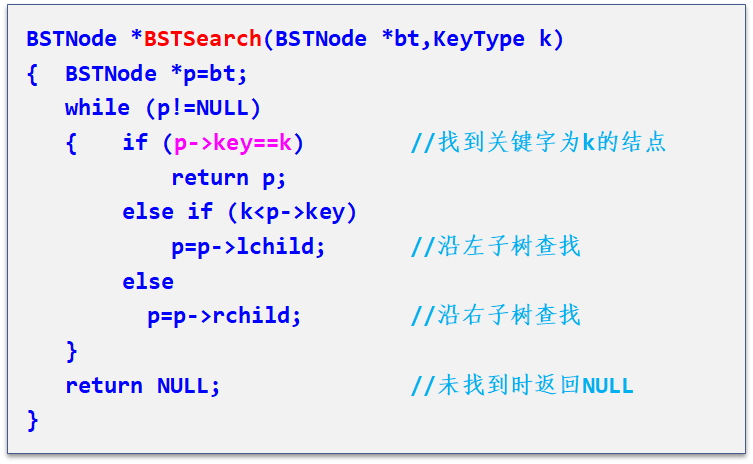 BSTNode *BSTSearch(BSTNode *bt,KeyType k)
{ BSTNode *p=bt;
while (p!=NULL)
{ if (p->key==k) //找到关键字为k的结点
return p;
else if (k<p->key)
p=p->lchild; //沿左子树查找
else
p=p->rchild; //沿右子树查找
}
return NULL; //未找到时返回NULL
}